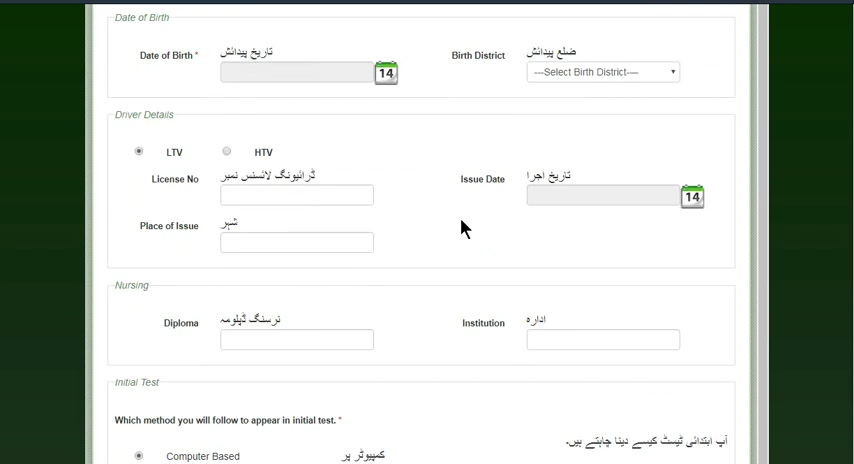 Date of Birth
Date of Birth * تاریخ پیدائش
14
Birth District ضلع پیدائش
---Select Birth District-—
Driver Details
LTV HTV
License No ڈرائیونگ لائسنس نمبر
Issue Date تاریخ اجرا
14
Place of Issue شہر
Nursing
Diploma نرسنگ ڈپلومہ
Institution ادارہ
Initial Test
Which method you will follow to appear in initial test. *
آپ ابتدائی ٹیسٹ کیسے دینا چاہتے ہیں۔
Computer Based کمپیوٹر پر